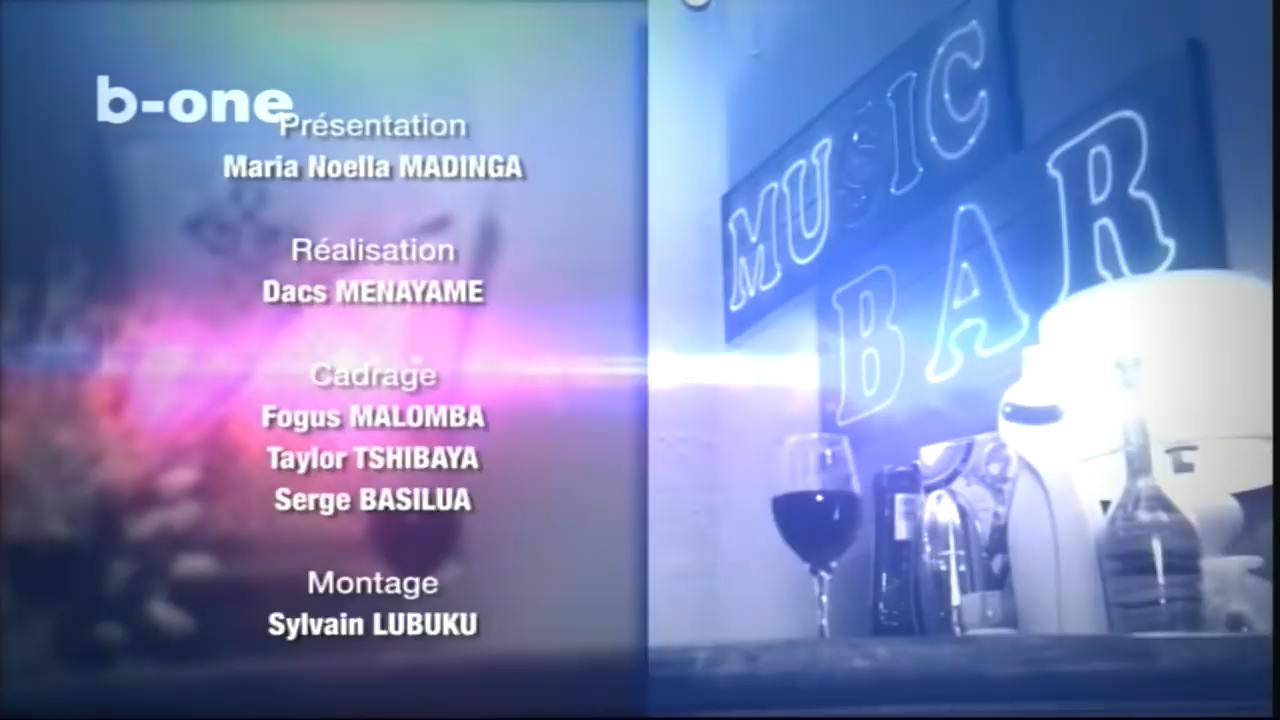 b-one
Présentation
Maria Noella MADINGA
Réalisation
Dacs MENAYAME
Cadrage
Fogus MALOMBA
Taylor TSHIBAYA
Serge BASILUA
Montage
Sylvain LUBUKU
MUSIC
BAR